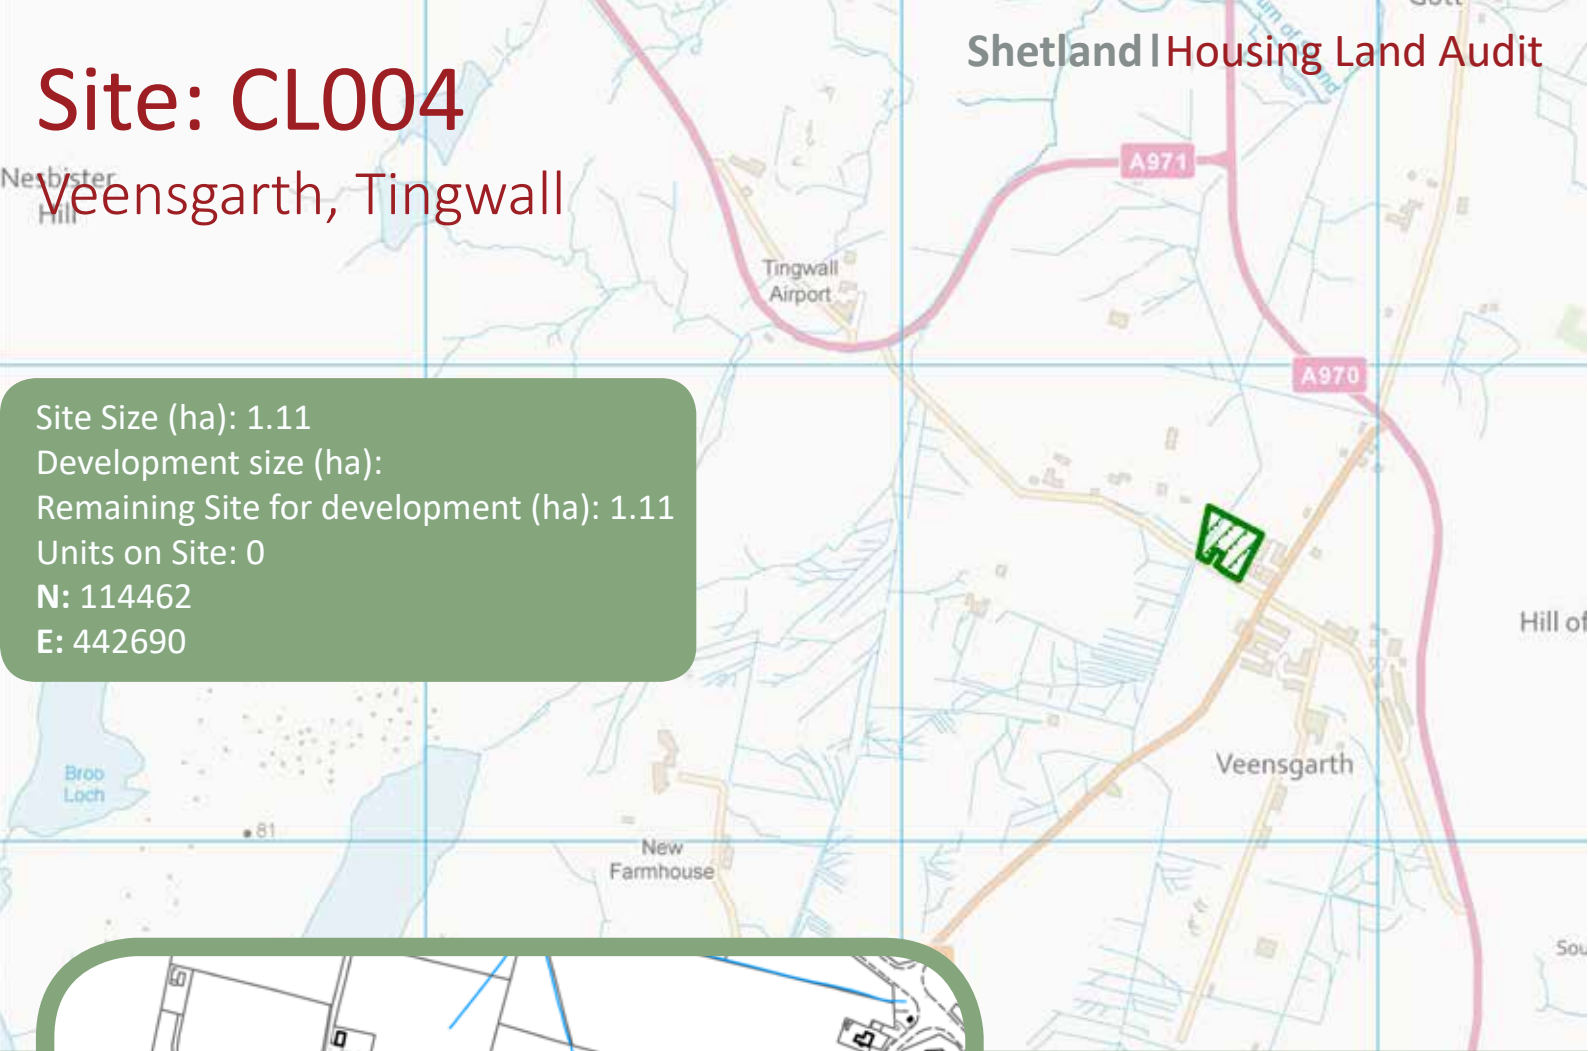 Shetland|Housing Land Audit
Site: CL004
Veensgarth, Tingwall
Nesbister
Hill
A971
Tingwall
Airport
A970
Site Size (ha): 1.11
Development size (ha):
Remaining Site for development (ha): 1.11
Units on Site: 0
N: 114462
E: 442690
Hill of
Veensgarth
Broo
Loch
81
New
Farmhouse